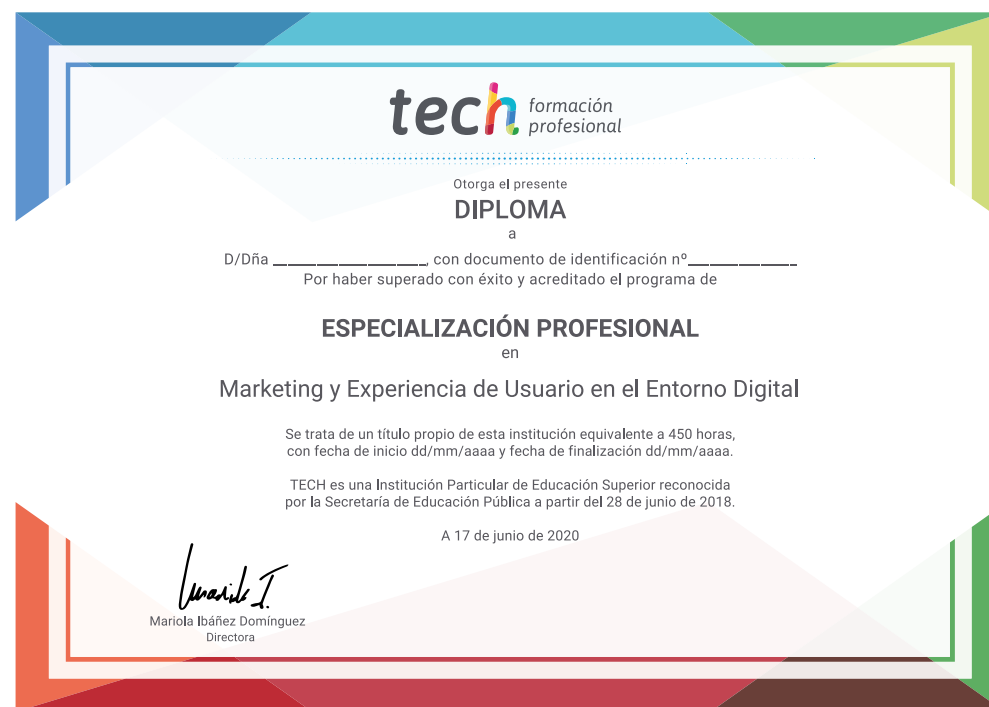 tech formación
profesional
Otorga el presente
DIPLOMA
a
D/Dña ____________________, con documento de identificación nº______________
Por haber superado con éxito y acreditado el programa de
ESPECIALIZACIÓN PROFESIONAL
en
Marketing y Experiencia de Usuario en el Entorno Digital
Se trata de un título propio de esta institución equivalente a 450 horas,
con fecha de inicio dd/mm/aaaa y fecha de finalización dd/mm/aaaa.
TECH es una Institución Particular de Educación Superior reconocida
por la Secretaría de Educación Pública a partir del 28 de junio de 2018.
A 17 de junio de 2020
Mariola Ibáñez Domínguez
Directora